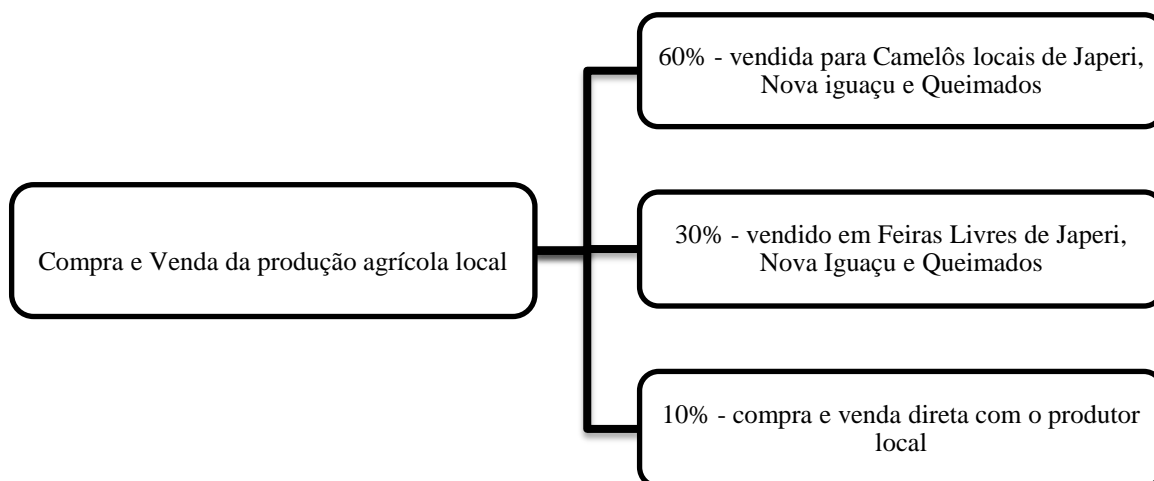 Compra e Venda da produção agrícola local
60% - vendida para Camelôs locais de Japeri,
Nova iguaçu e Queimados
30% - vendido em Feiras Livres de Japeri,
Nova Iguaçu e Queimados
10% - compra e venda direta com o produtor
local